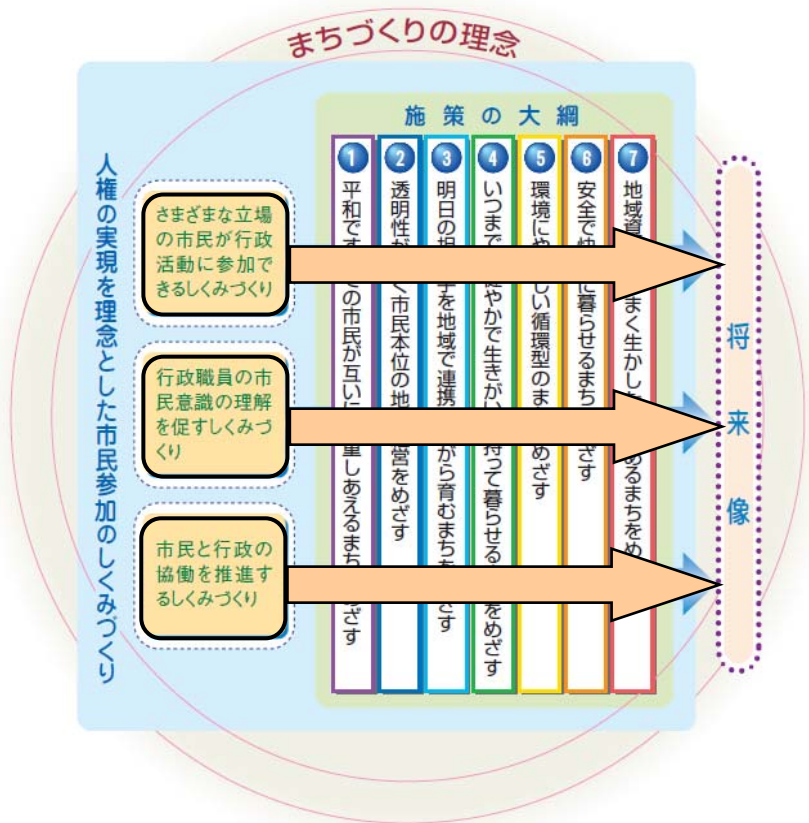 まちづくりの理念
人権の実現を理念とした市民参加のしくみづくり
さまざまな立場
の市民が行政
活動に参加で
きるしくみづくり
行政職員の市
民意識の理解
を促すしくみづ
くり
市民と行政の
協働を推進す
るしくみづくり
施策の大綱
1 平和です の市民が互いに 重しあえるまち ざす
2 透明性が く市民本位の地 営をめざす
3 明日の担 手を地域で連携 がら育むまちを す
4 いつまで 健やかで生きがい 持って暮らせる をめざす
5 環境にや しい循環型のま めざす
6 安全で快 に暮らせるまち ざす
7 地域資 まく生かした あるまちをめ
将来像